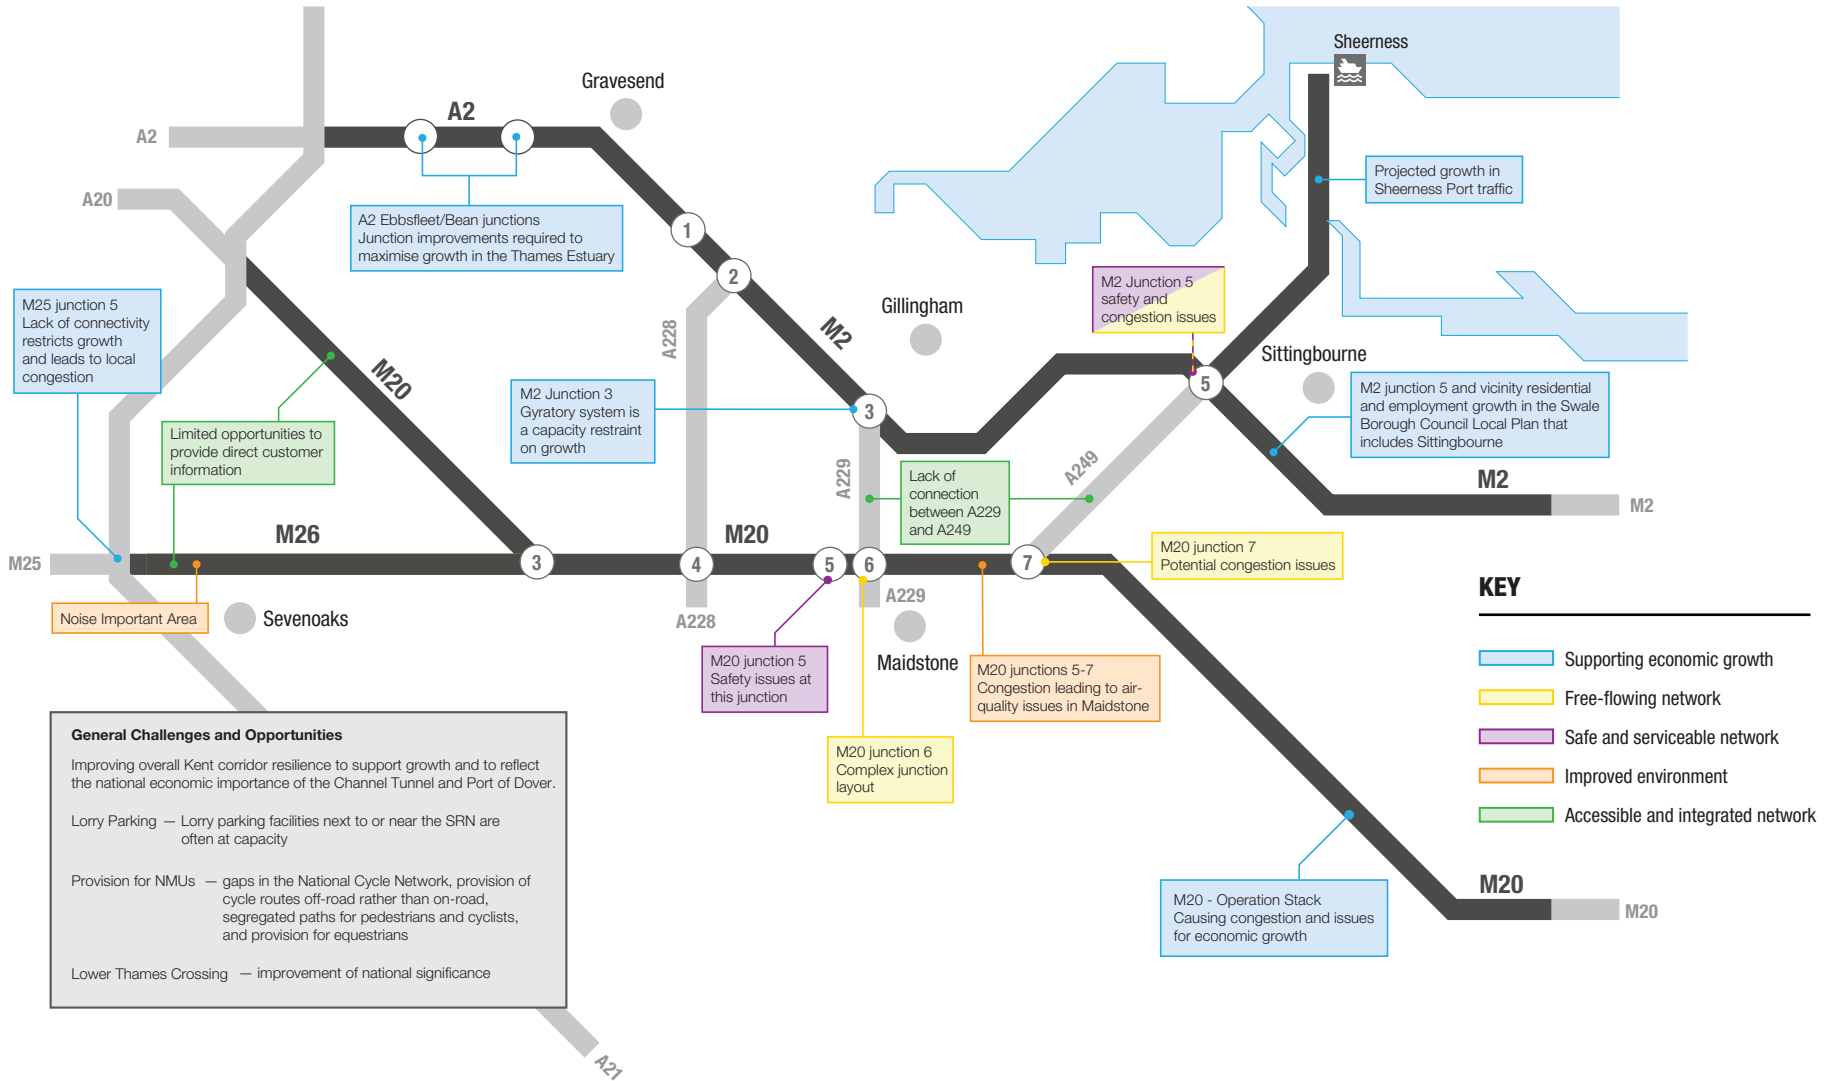 Sheerness
Gravesend
A2
A2
A20
Projected growth in
Sheerness Port traffic
A2 Ebbsfleet/Bean junctions
Junction improvements required to
maximise growth in the Thames Estuary
1
2
M2 Junction 5
safety and
congestion issues
M25 junction 5
Lack of connectivity
restricts growth
and leads to local
congestion
Gillingham
A228
M2
M20
Sittingbourne
5
M2 Junction 3
Gyratory system is
a capacity restraint
on growth
3
M2 junction 5 and vicinity residential
and employment growth in the Swale
Borough Council Local Plan that
includes Sittingbourne
Limited opportunities to
provide direct customer
information
A229
Lack of
connection
between A229
and A249
A249
M2
M2
M26
M20
M25
3
4
5
6
7
M20 junction 7
Potential congestion issues
A229
A228
Noise Important Area
Sevenoaks
Maidstone
M20 junction 5
Safety issues at
this junction
M20 junctions 5-7
Congestion leading to air-
quality issues in Maidstone
M20 junction 6
Complex junction
layout
KEY
Supporting economic growth
Free-flowing network
Safe and serviceable network
Improved environment
Accessible and integrated network
General Challenges and Opportunities
Improving overall Kent corridor resilience to support growth and to reflect
the national economic importance of the Channel Tunnel and Port of Dover.
Lorry Parking — Lorry parking facilities next to or near the SRN are
often at capacity
Provision for NMUs — gaps in the National Cycle Network, provision of
cycle routes off-road rather than on-road,
segregated paths for pedestrians and cyclists,
and provision for equestrians
Lower Thames Crossing — improvement of national significance
M20 - Operation Stack
Causing congestion and issues
for economic growth
M20
M20
A21